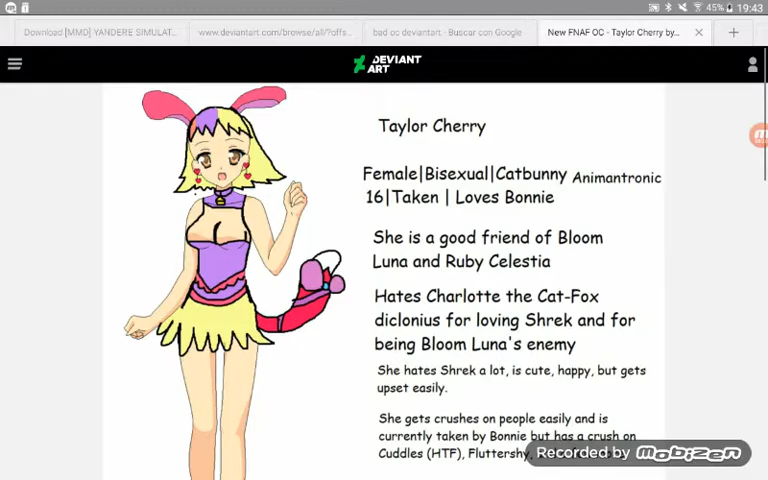 45% 19:43
Download [MMD] YANDERE SIMULAT...
www.deviantart.com/browse/all/?offs...
bad oc deviantart - Buscar con Google
New FNAF OC - Taylor Cherry by...
DEVIANT
ART
Taylor Cherry
Female|Bisexual|Catbunny Animantronic
16|Taken | Loves Bonnie
She is a good friend of Bloom
Luna and Ruby Celestia
Hates Charlotte the Cat-Fox
diclonius for loving Shrek and for
being Bloom Luna's enemy
She hates Shrek a lot, is cute, happy, but gets
upset easily.
She gets crushes on people easily and is
currently taken by Bonnie but has a crush on
Cuddles (HTF), Fluttershy,
Recorded by mobizen